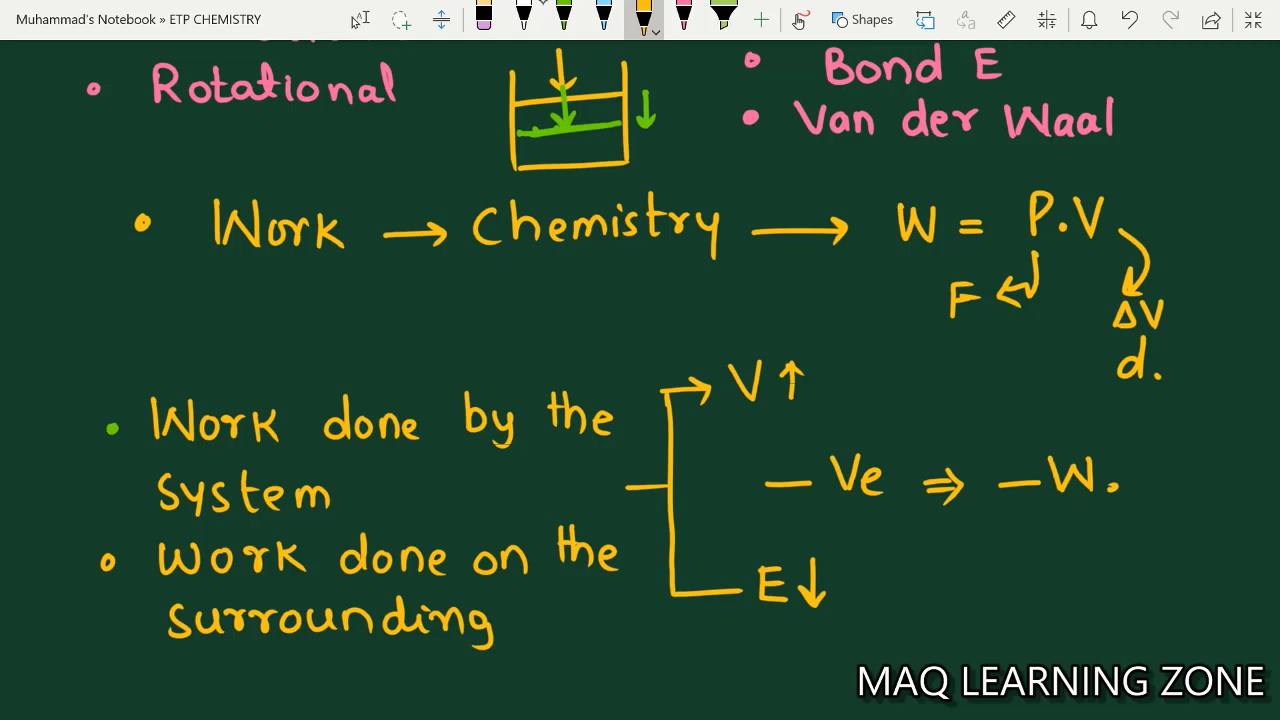 Muhammad's Notebook » ETP CHEMISTRY
Shapes
• Rotational
• Bond E
• Van der Waal
• Work → Chemistry → W = P.V
F
ΔV
d.
V ↑
• Work done by the
system
– Ve ⇒ – W.
• Work done on the
surrounding
E ↓
MAQ LEARNING ZONE